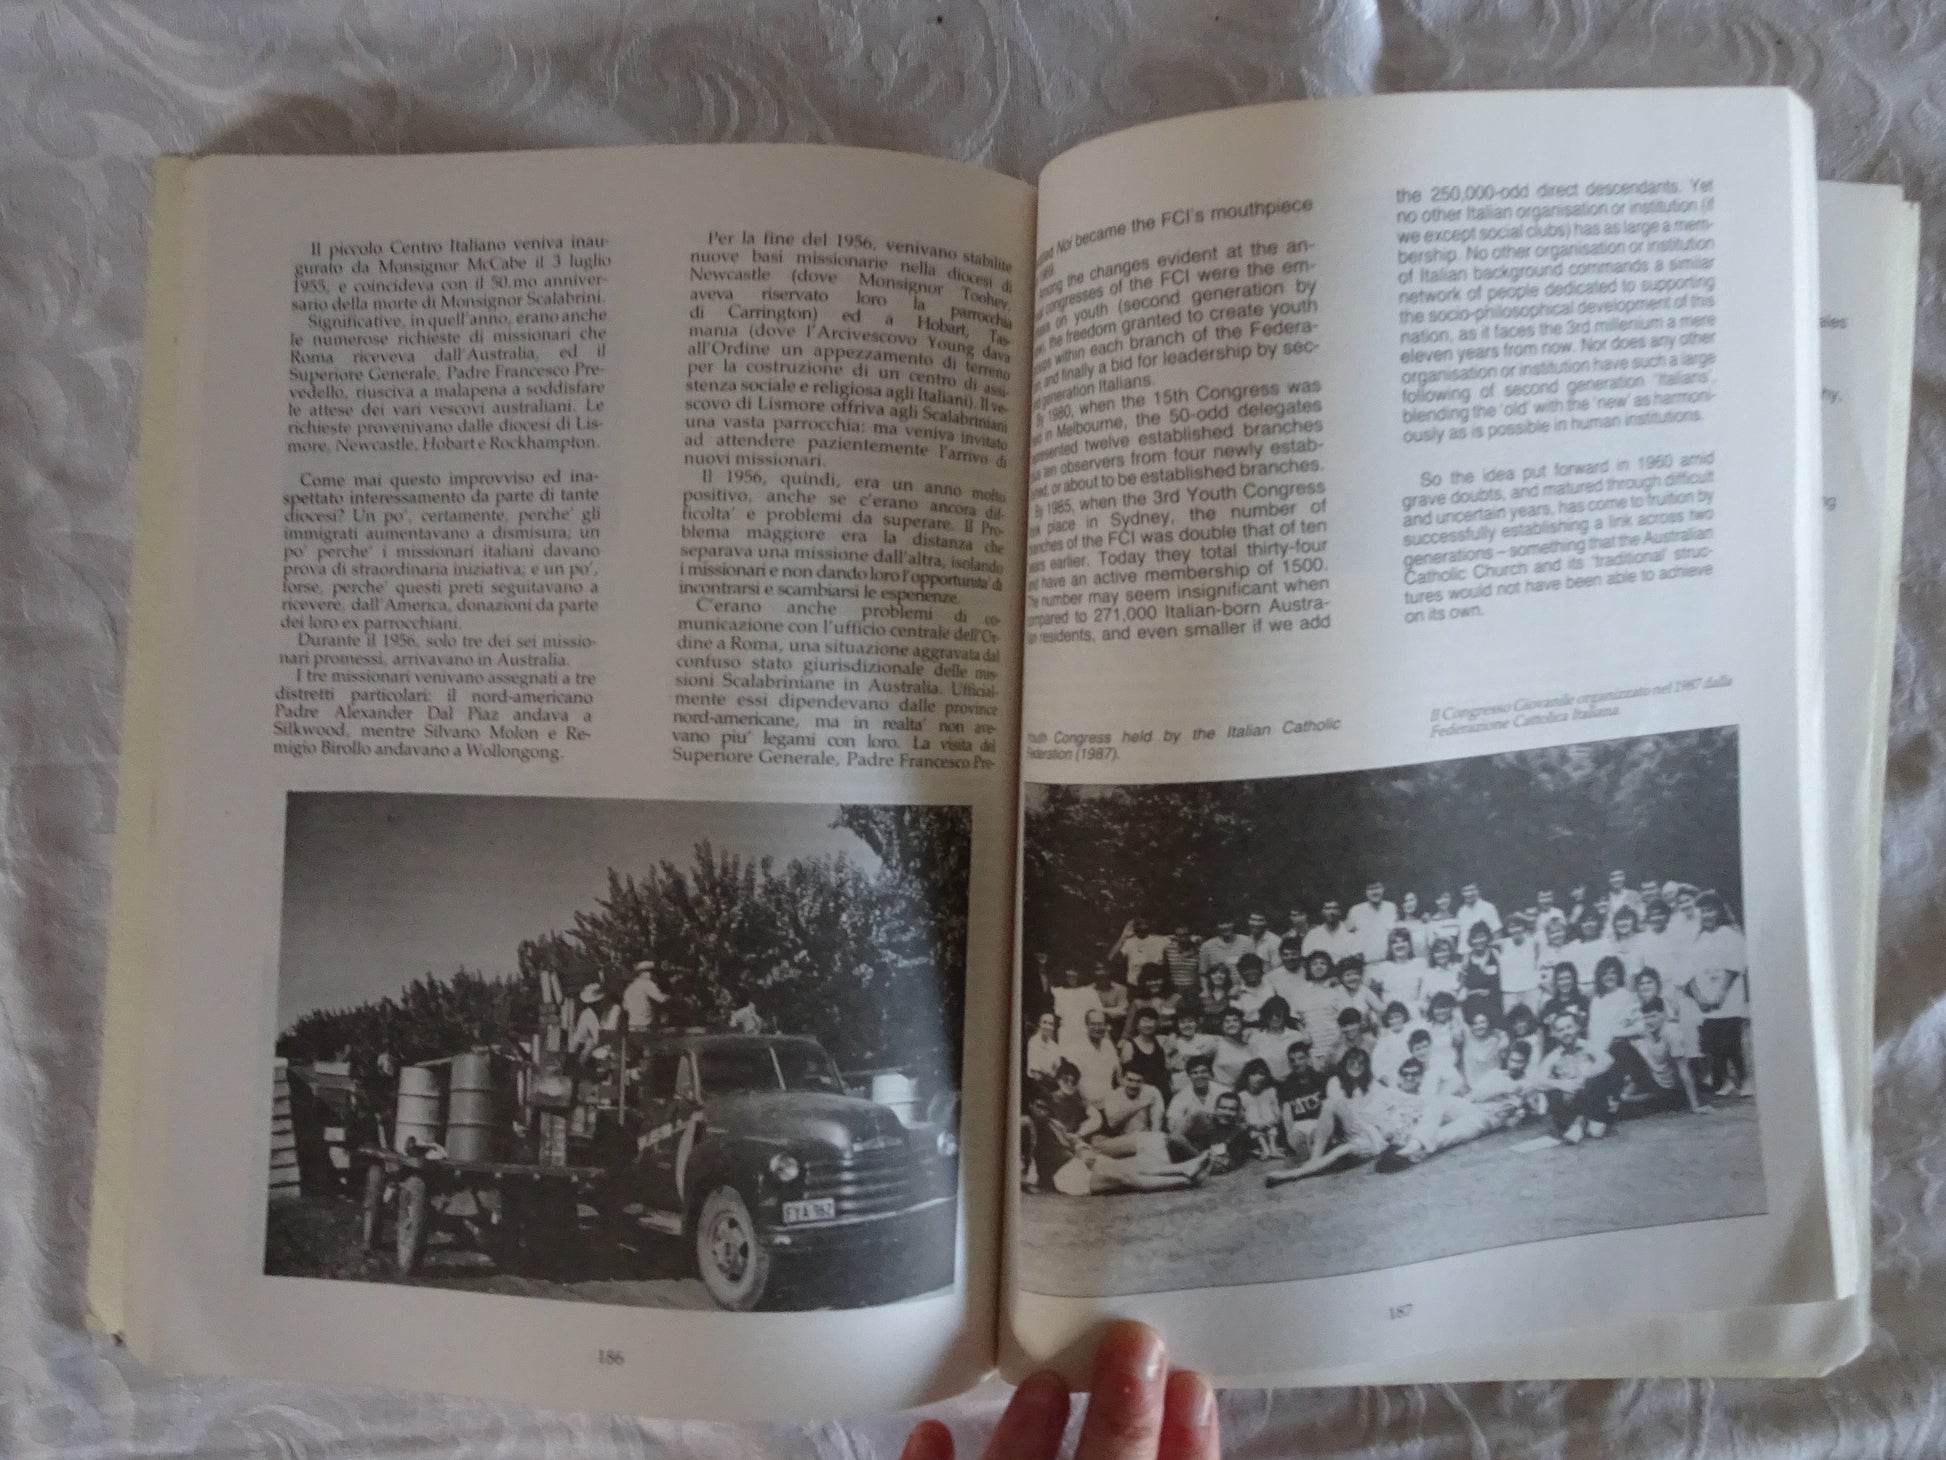 Il piccolo Centro Italiano veniva inau-
gurato da Monsignor McCabe il 3 luglio
1955, e coincideva con il 50.mo anniver-
sario della morte di Monsignor Scalabrini.
Significative, in quell'anno, erano anche
le numerose richieste di missionari che
Roma riceveva dall'Australia, ed il
Superiore Generale, Padre Francesco Pre-
vedello, riusciva a malapena a soddisfare
le attese dei vari vescovi australiani. Le
richieste provenivano dalle diocesi di Lis-
more, Newcastle, Hobart e Rockhampton.
Come mai questo improvviso ed ina-
spettato interessamento da parte di tante
diocesi? Un po', certamente, perche' gli
immigrati aumentavano a dismisura; un
po' perche' i missionari italiani davano
prova di straordinaria iniziativa; e un po',
forse, perche' questi preti seguitavano a
ricevere, dall'America, donazioni da parte
dei loro ex parrocchiani.
Durante il 1956, solo tre dei sei missio-
nari promessi, arrivavano in Australia.
I tre missionari venivano assegnati a tre
distretti particolari: il nord-americano
Padre Alexander Dal Piaz andava a
Silkwood, mentre Silvano Molon e Re-
migio Birollo andavano a Wollongong.
Per la fine del 1956, venivano stabilite
nuove basi missionarie nella diocesi di
Newcastle (dove Monsignor Toohey,
aveva riservato loro la parrocchia
di Carrington) ed a Hobart, Tas-
mania (dove l'Arcivescovo Young dava
all'Ordine un appezzamento di terreno
per la costruzione di un centro di assi-
stenza sociale e religiosa agli Italiani). Il ve-
scovo di Lismore offriva agli Scalabriniani
una vasta parrocchia: ma veniva invitato
ad attendere pazientemente l'arrivo di
nuovi missionari.
Il 1956, quindi, era un anno molto
positivo, anche se c'erano ancora dif-
ficolta' e problemi da superare. Il Pro-
blema maggiore era la distanza che
separava una missione dall'altra, isolando
i missionari e non dando loro l'opportunita' di
incontrarsi e scambiarsi le esperienze.
C'erano anche problemi di co-
municazione con l'ufficio centrale dell'Or-
dine a Roma, una situazione aggravata dal
confuso stato giurisdizionale delle mis-
sioni Scalabriniane in Australia. Ufficial-
mente essi dipendevano dalle province
nord-americane, ma in realta' non ave-
vano piu' legami con loro. La visita del
Superiore Generale, Padre Francesco Pre-
FYA 962
186
Noi became the FCI's mouthpiece
the changes evident at the an-
congresses of the FCI were the em-
on youth (second generation by
the freedom granted to create youth
within each branch of the Federa-
and finally a bid for leadership by sec-
generation Italians.
By 1980, when the 15th Congress was
in Melbourne, the 50-odd delegates
represented twelve established branches
ten observers from four newly estab-
or about to be established branches.
By 1985, when the 3rd Youth Congress
place in Sydney, the number of
branches of the FCI was double that of ten
years earlier. Today they total thirty-four
have an active membership of 1500.
The number may seem insignificant when
compared to 271,000 Italian-born Austra-
residents, and even smaller if we add
Youth Congress held by the Italian Catholic
Federation (1987).
the 250,000-odd direct descendants. Yet
no other Italian organisation or institution (if
we except social clubs) has as large a mem-
bership. No other organisation or institution
of Italian background commands a similar
network of people dedicated to supporting
the socio-philosophical development of this
nation, as it faces the 3rd millenium a mere
eleven years from now. Nor does any other
organisation or institution have such a large
following of second generation 'Italians',
blending the 'old' with the 'new' as harmoni-
ously as is possible in human institutions.
So the idea put forward in 1960 amid
grave doubts, and matured through difficult
and uncertain years, has come to fruition by
successfully establishing a link across two
generations – something that the Australian
Catholic Church and its 'traditional' struc-
tures would not have been able to achieve
on its own.
Il Congresso Giovanile organizzato nel 1987 dalla
Federazione Cattolica Italiana.
187